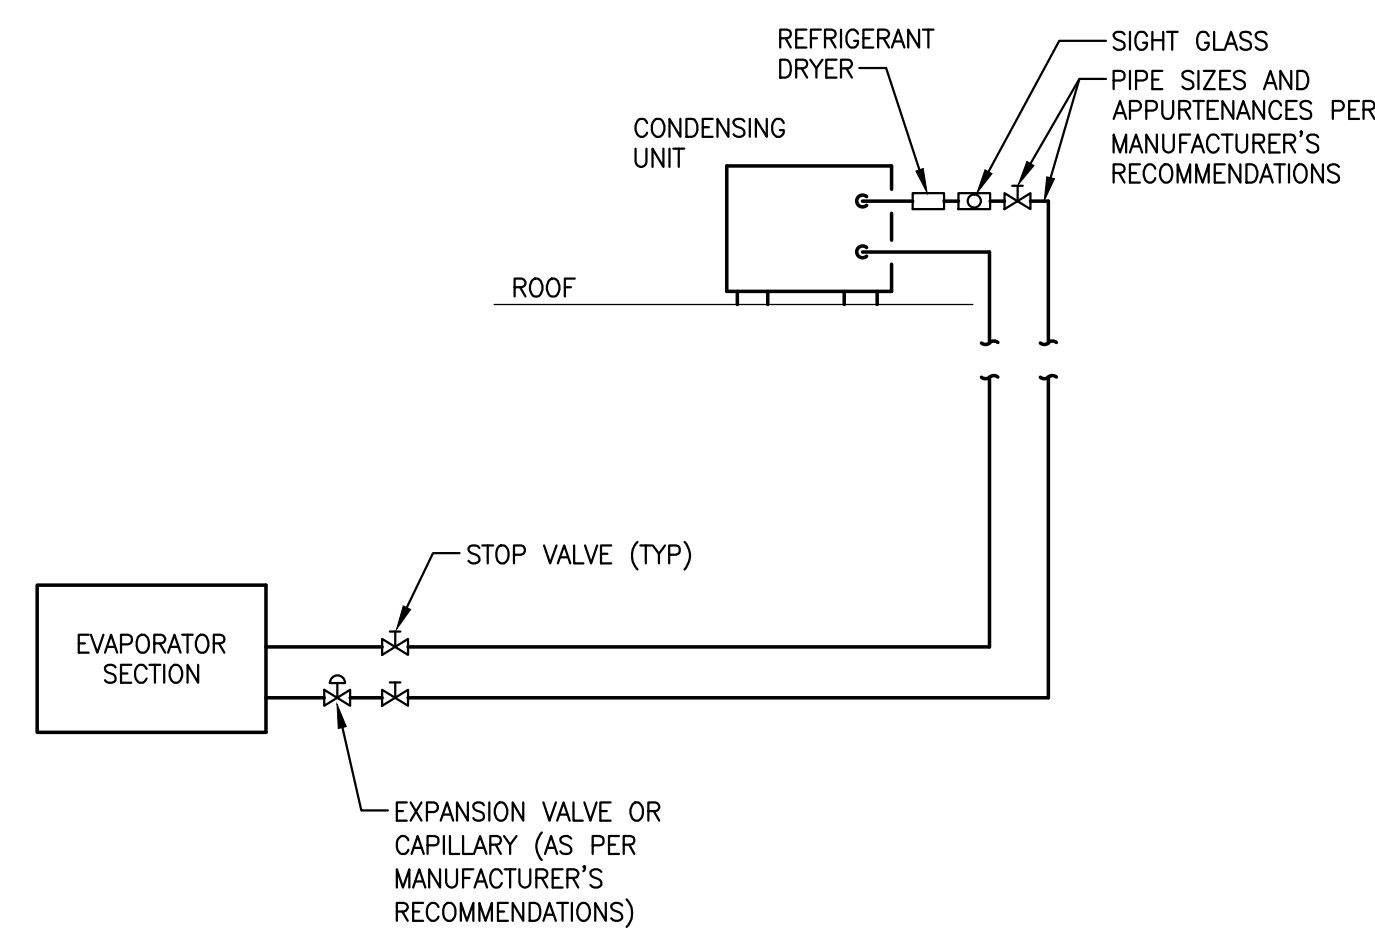 REFRIGERANT
DRYER
SIGHT GLASS
PIPE SIZES AND
APPURTENANCES PER
MANUFACTURER'S
RECOMMENDATIONS
CONDENSING
UNIT
ROOF
STOP VALVE (TYP)
EVAPORATOR
SECTION
EXPANSION VALVE OR
CAPILLARY (AS PER
MANUFACTURER'S
RECOMMENDATIONS)